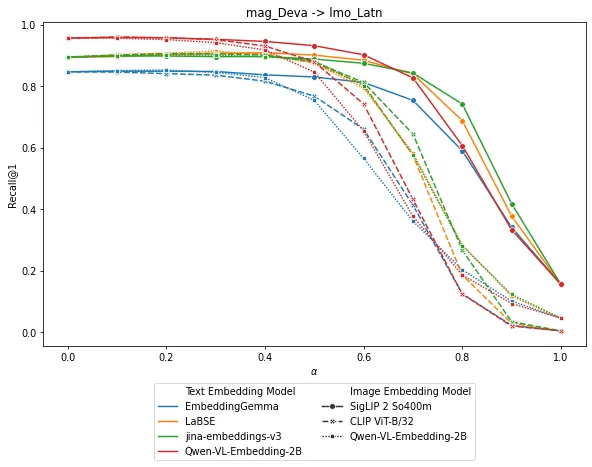 mag_Deva -> lmo_Latn
Recall@1
1.0
0.8
0.6
0.4
0.2
0.0
0.0 0.2 0.4 0.6 0.8 1.0
α
Text Embedding Model
EmbeddingGemma
LaBSE
jina-embeddings-v3
Qwen-VL-Embedding-2B
Image Embedding Model
SigLIP 2 So400m
CLIP ViT-B/32
Qwen-VL-Embedding-2B